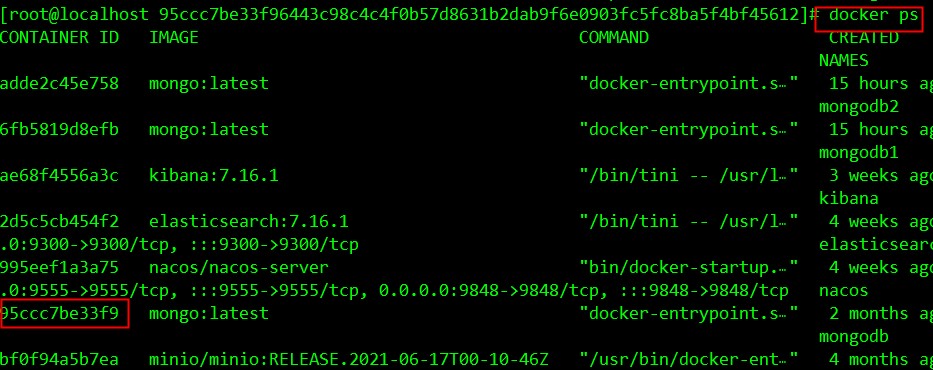 [root@localhost 95ccc7be33f96443c98c4c4f0b57d8631b2dab9f6e0903fc5fc8ba5f4bf45612]# docker ps
CONTAINER ID IMAGE COMMAND CREATED
NAMES
adde2c45e758 mongo:latest "docker-entrypoint.s…" 15 hours ag
mongodb2
6fb5819d8efb mongo:latest "docker-entrypoint.s…" 15 hours ag
mongodb1
ae68f4556a3c kibana:7.16.1 "/bin/tini -- /usr/l…" 3 weeks ago
kibana
2d5c5cb454f2 elasticsearch:7.16.1 "/bin/tini -- /usr/l…" 4 weeks ago
.0:9300->9300/tcp, :::9300->9300/tcp elasticsearc
995eef1a3a75 nacos/nacos-server "bin/docker-startup.…" 4 weeks ago
.0:9555->9555/tcp, :::9555->9555/tcp, 0.0.0.0:9848->9848/tcp, :::9848->9848/tcp nacos
95ccc7be33f9 mongo:latest "docker-entrypoint.s…" 2 months ag
mongodb
bf0f94a5b7ea minio/minio:RELEASE.2021-06-17T00-10-46Z "/usr/bin/docker-ent…" 4 months ag